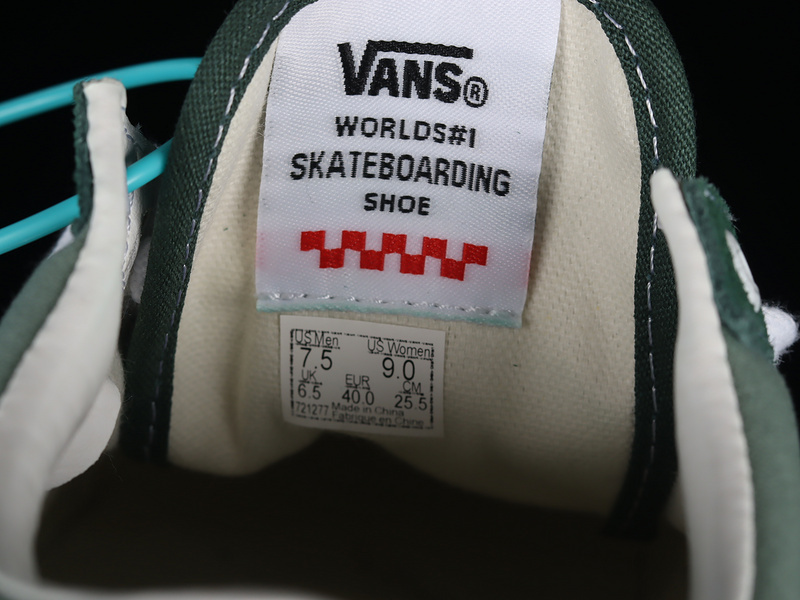 VANS®
WORLDS#1
SKATEBOARDING
SHOE
US Men US Women
7.5 9.0
UK EUR CM
6.5 40.0 25.5
721277 Made in China
Fabriqué en Chine